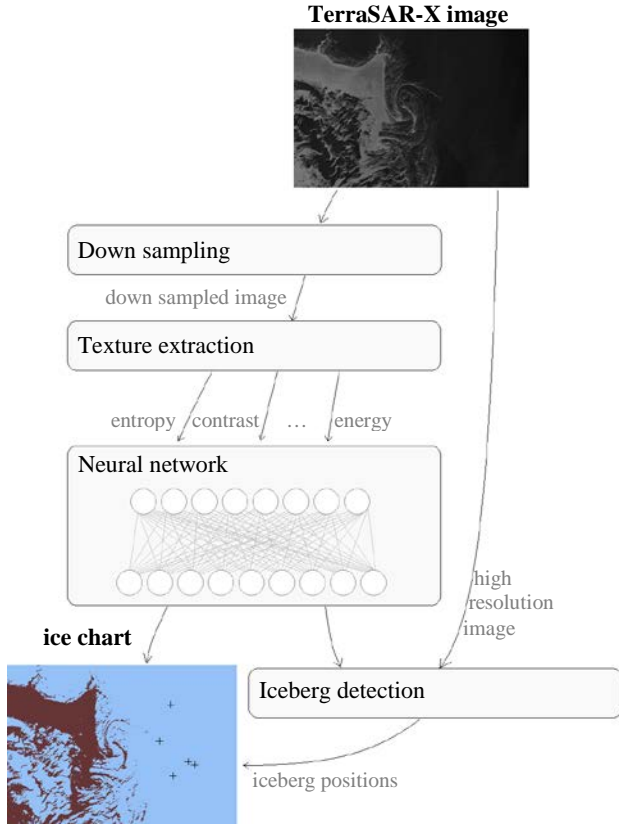 TerraSAR-X image
Down sampling
down sampled image
Texture extraction
entropy contrast … energy
Neural network
high
resolution
image
ice chart
Iceberg detection
iceberg positions